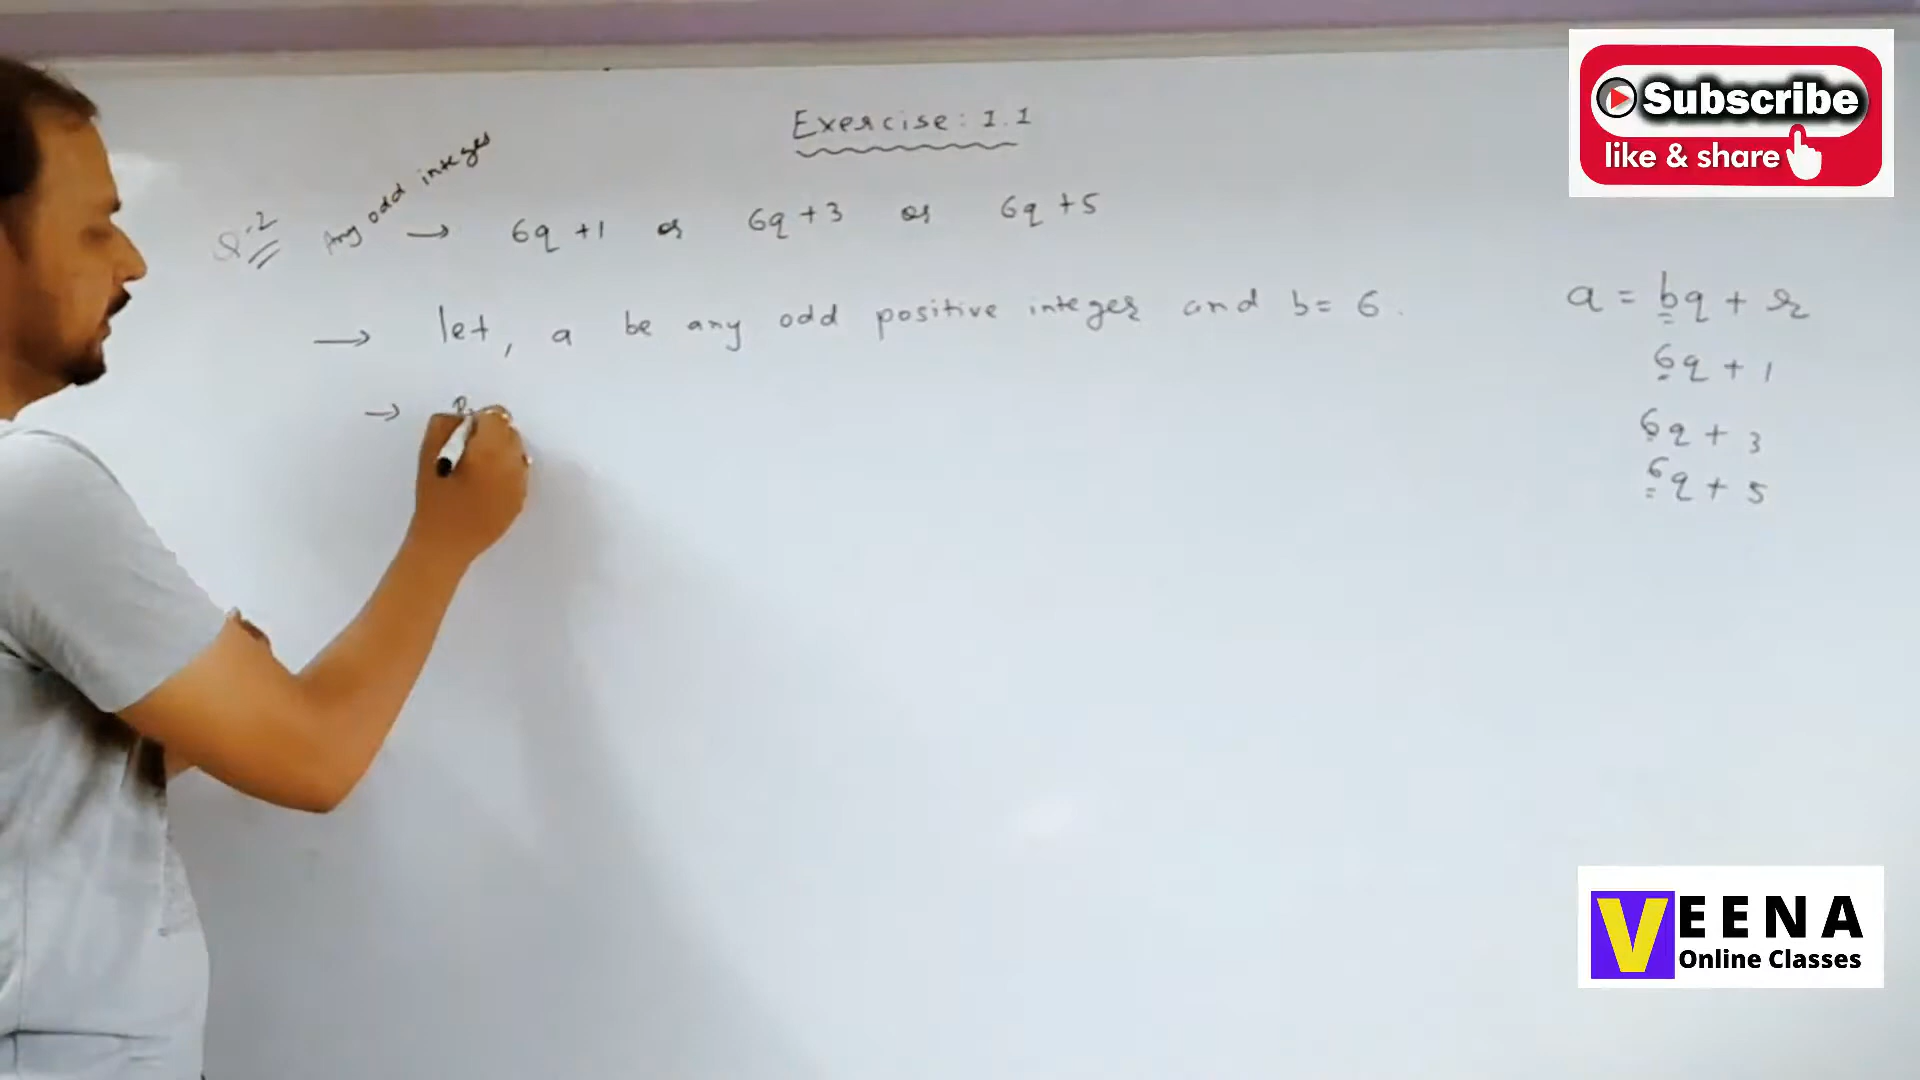 Exercise: 1.1
Q-2 Any odd integer → 6q +1 or 6q +3 or 6q +5
→ let, a be any odd positive integer and b = 6.
→
a = bq + r
6q + 1
6q + 3
6q + 5
Subscribe
like & share
VEENA
Online Classes